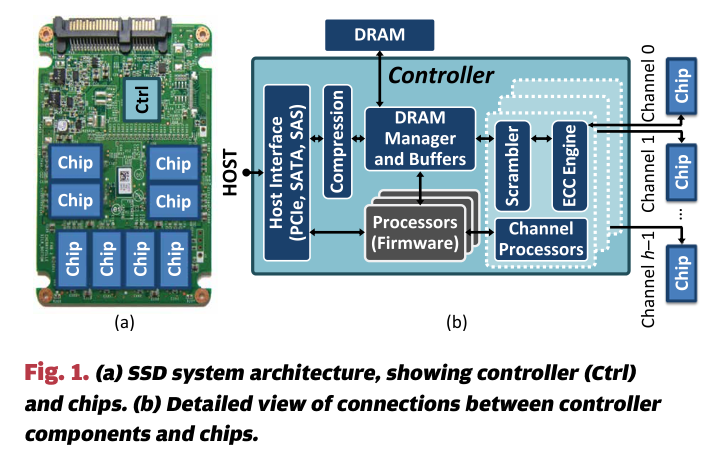 Ctrl
Chip Chip
Chip Chip
Chip Chip Chip Chip
(a)
DRAM
Controller
HOST
Host Interface
(PCIe, SATA, SAS)
Compression
DRAM
Manager
and Buffers
Processors
(Firmware)
Scrambler
ECC Engine
Channel
Processors
Channel 0
Chip
Channel 1
Chip
...
Channel h–1
Chip
(b)
Fig. 1. (a) SSD system architecture, showing controller (Ctrl)
and chips. (b) Detailed view of connections between controller
components and chips.